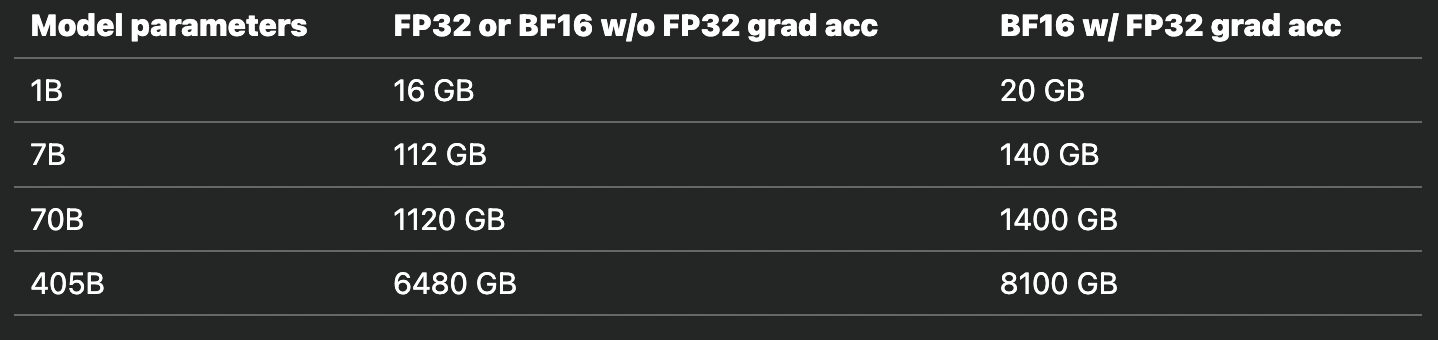 Model parameters FP32 or BF16 w/o FP32 grad acc BF16 w/ FP32 grad acc
1B 16 GB 20 GB
7B 112 GB 140 GB
70B 1120 GB 1400 GB
405B 6480 GB 8100 GB